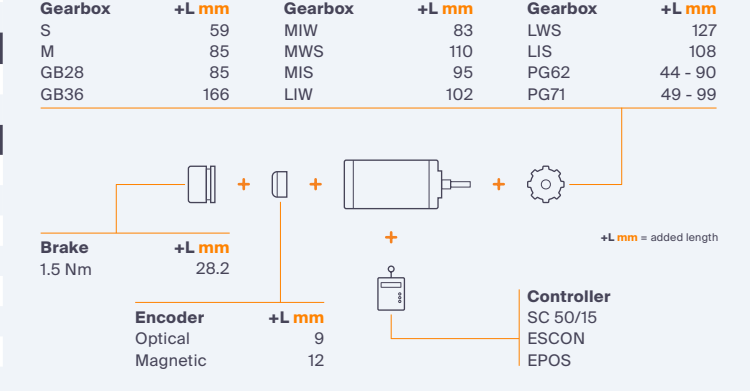 Gearbox +L mm Gearbox +L mm Gearbox +L mm
S 59 MIW 83 LWS 127
M 85 MWS 110 LIS 108
GB28 85 MIS 95 PG62 44 - 90
GB36 166 LIW 102 PG71 49 - 99
+L mm = added length
Brake +L mm
1.5 Nm 28.2
Encoder +L mm
Optical 9
Magnetic 12
Controller
SC 50/15
ESCON
EPOS